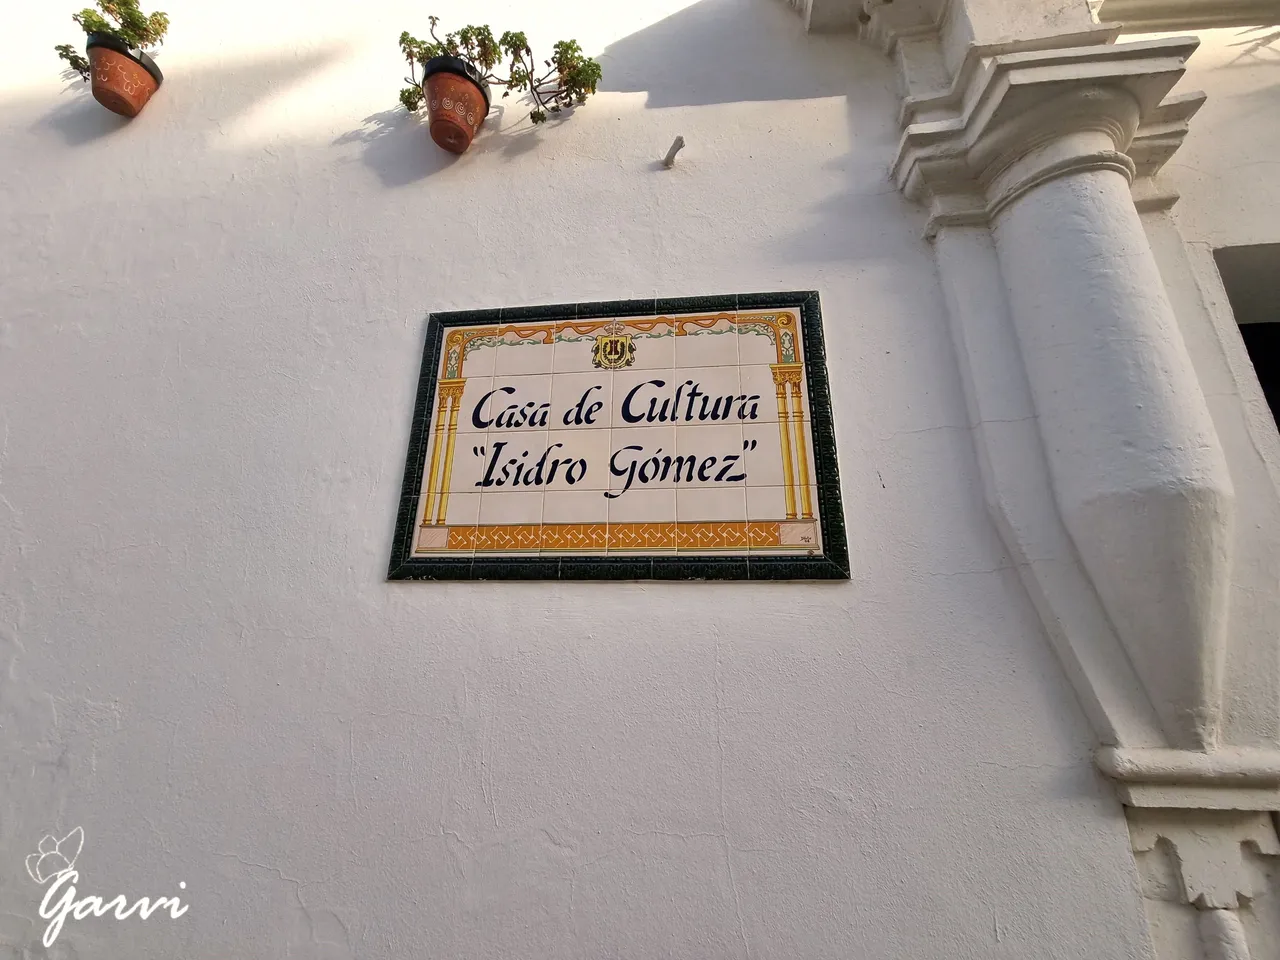 Casa de Cultura
"Isidro Gómez"
Garvi